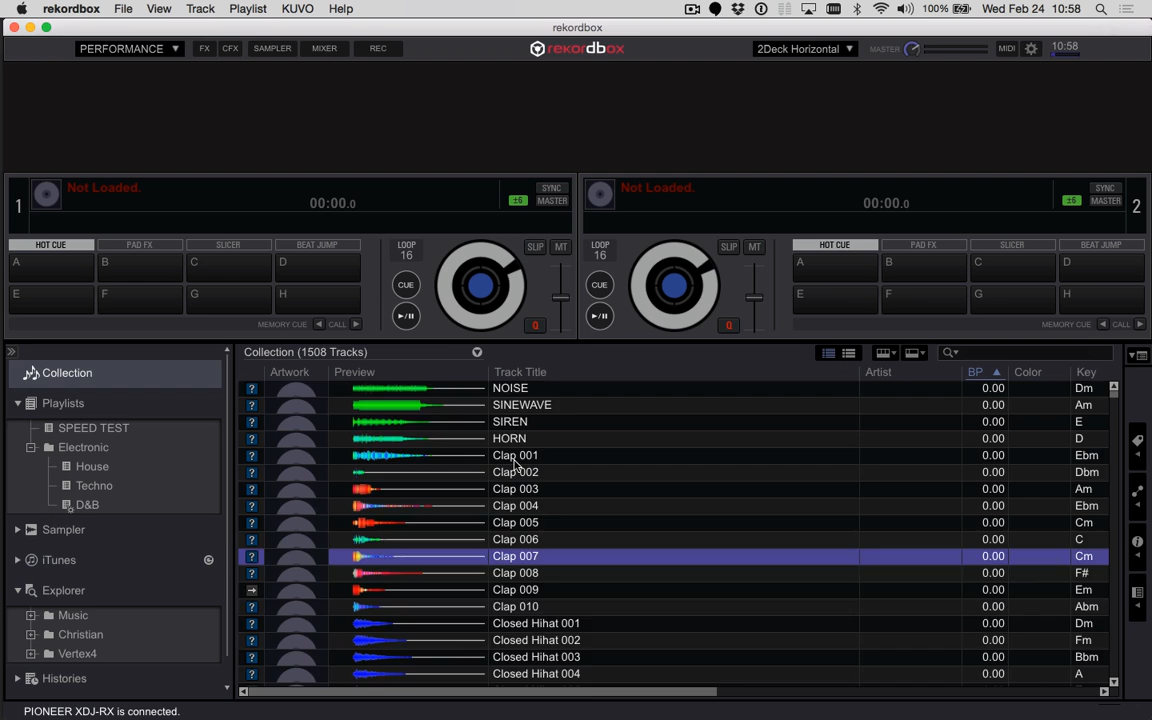 rekordbox File View Track Playlist KUVO Help 100% Wed Feb 24 10:58
rekordbox
PERFORMANCE FX CFX SAMPLER MIXER REC rekordbox 2Deck Horizontal MASTER MIDI 10:58
1 Not Loaded. 00:00.0 ±6 SYNC MASTER
Not Loaded. 00:00.0 ±6 SYNC MASTER 2
HOT CUE PAD FX SLICER BEAT JUMP
A B C D
E F G H
MEMORY CUE CALL
LOOP 16 SLIP MT
CUE
Q
LOOP 16 SLIP MT
CUE
Q
HOT CUE PAD FX SLICER BEAT JUMP
A B C D
E F G H
MEMORY CUE CALL
Collection
Playlists
SPEED TEST
Electronic
House
Techno
D&B
Sampler
iTunes
Explorer
Music
Christian
Vertex4
Histories
Collection (1508 Tracks)
Artwork Preview Track Title Artist BP Color Key
? NOISE 0.00 Dm
? SINEWAVE 0.00 Am
? SIREN 0.00 E
? HORN 0.00 D
? Clap 001 0.00 Ebm
? Clap 002 0.00 Dbm
? Clap 003 0.00 Am
? Clap 004 0.00 Ebm
? Clap 005 0.00 Cm
? Clap 006 0.00 C
? Clap 007 0.00 Cm
? Clap 008 0.00 F#
Clap 009 0.00 Em
? Clap 010 0.00 Abm
? Closed Hihat 001 0.00 Dm
? Closed Hihat 002 0.00 Fm
? Closed Hihat 003 0.00 Bbm
? Closed Hihat 004 0.00 A
PIONEER XDJ-RX is connected.